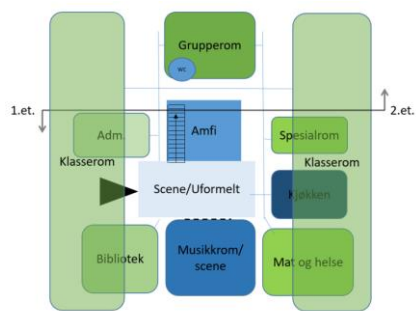 Grupperom
WC
1.et.
2.et.
Adm.
Amfi
Spesialrom
Klasserom
Klasserom
Scene/Uformelt
Kjøkken
Bibliotek
Musikkrom/
scene
Mat og helse